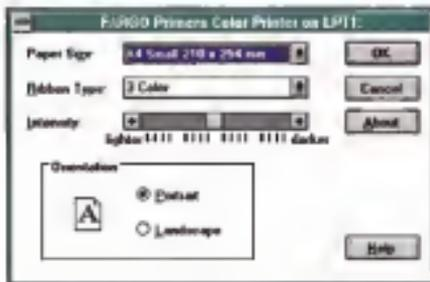 FARGO Primera Color Printer on LPT1:
Paper Size A4 Small 210 x 294 mm OK
Ribbon Type: 3 Color Cancel
Intensity About
lighter darker
Orientation
A
Portrait
Landscape
Help